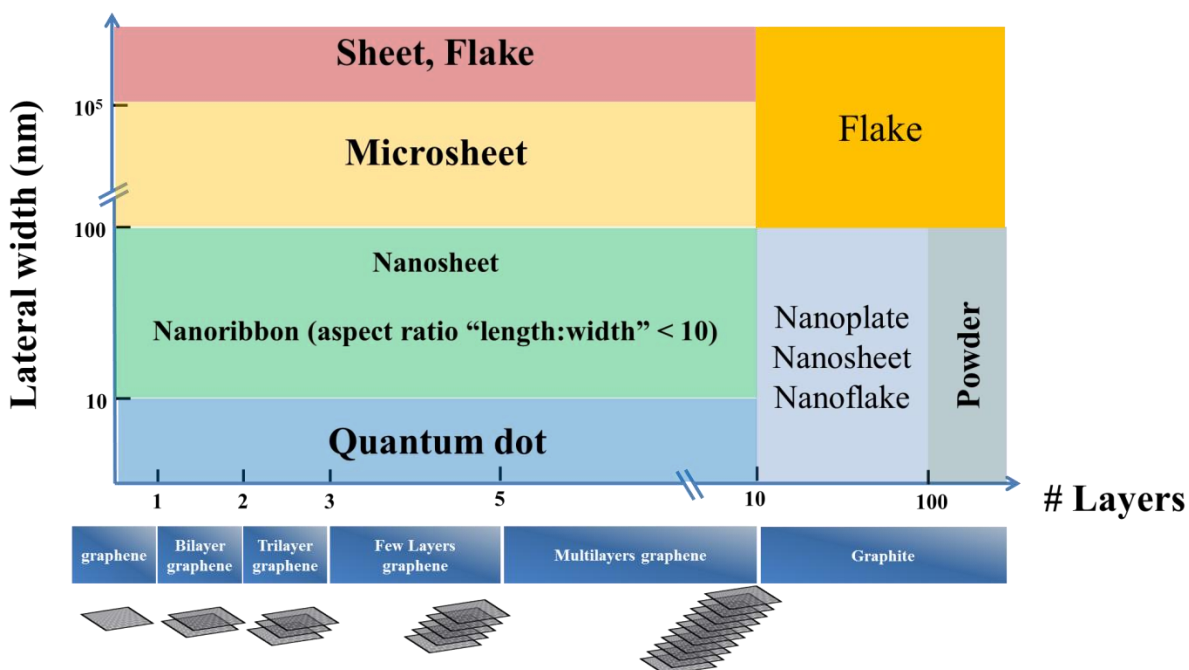 Sheet, Flake
10⁵
Microsheet
Flake
Lateral width (nm)
100
Nanosheet
Nanoribbon (aspect ratio “length:width” < 10)
Nanoplate
Nanosheet
Nanoflake
Powder
10
Quantum dot
1 2 3 5 10 100
# Layers
graphene
Bilayer
graphene
Trilayer
graphene
Few Layers
graphene
Multilayers graphene
Graphite